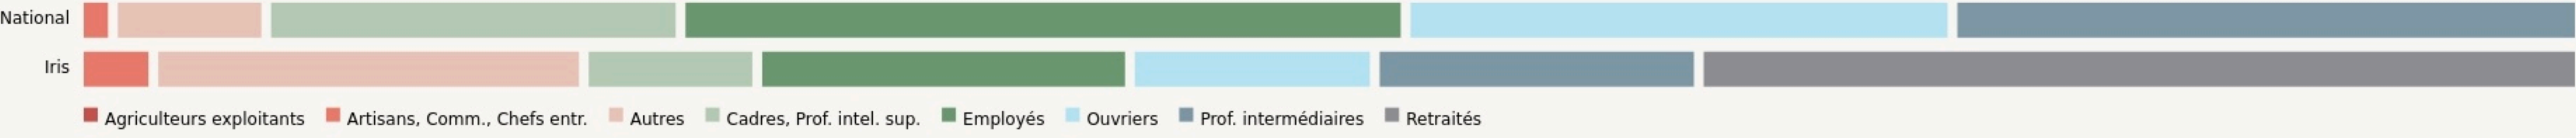 National
Iris
Agriculteurs exploitants Artisans, Comm., Chefs entr. Autres Cadres, Prof. intel. sup. Employés Ouvriers Prof. intermédiaires Retraités